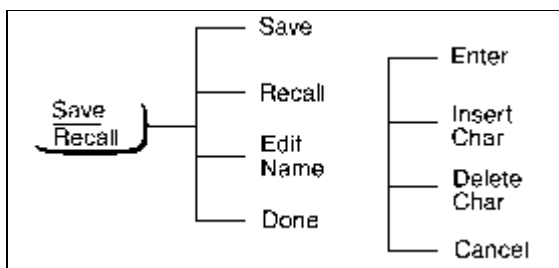 Save
Recall
Save
Recall
Edit
Name
Done
Enter
Insert
Char
Delete
Char
Cancel